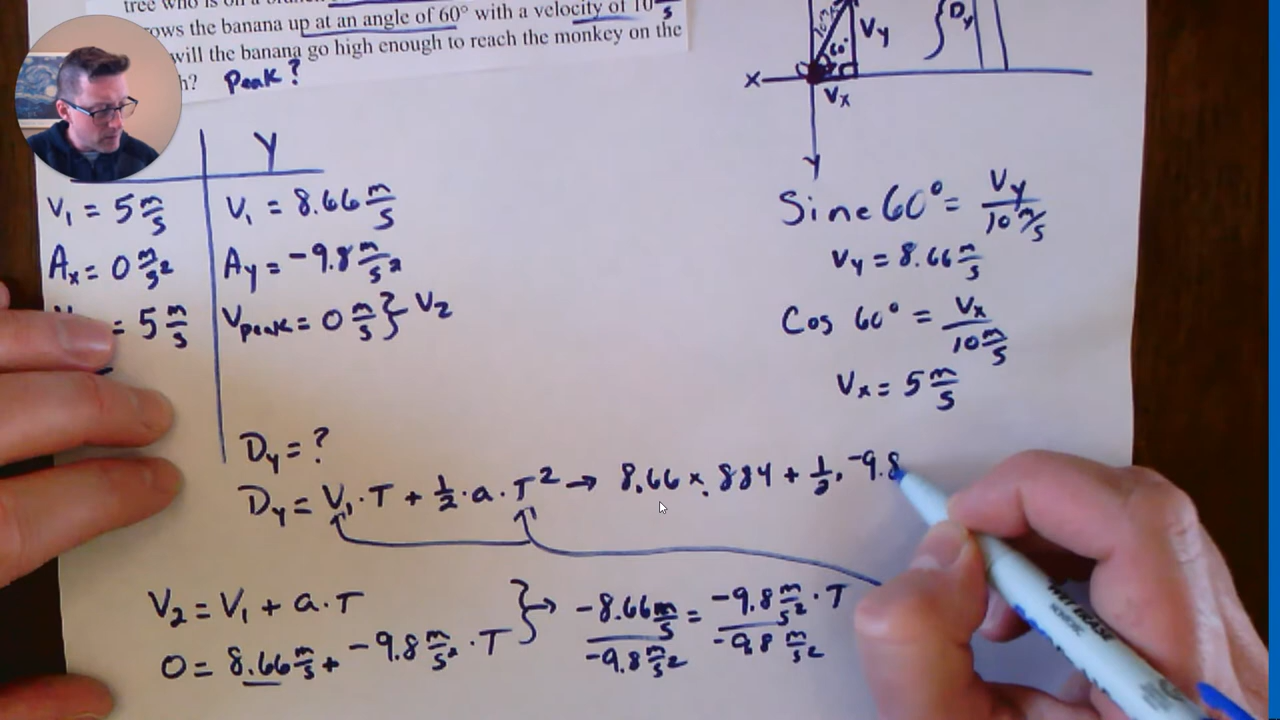 tree who is on a branch
rows the banana up at an angle of 60° with a velocity of 10 m/s
will the banana go high enough to reach the monkey on the
h? Peak?
10 m/s
60°
Vy
} Dy
X
Vx
Y
Y
V₁ = 5 m/s
V₁ = 8.66 m/s
Ax = 0 m/s²
Ay = -9.8 m/s²
= 5 m/s
Vpeak = 0 m/s } V₂
Sine 60° = Vy / 10 m/s
Vy = 8.66 m/s
Cos 60° = Vx / 10 m/s
Vx = 5 m/s
Dy = ?
Dy = V₁ · T + 1/2 · a · T² → 8.66 × .884 + 1/2 · -9.8
V₂ = V₁ + a · T
0 = 8.66 m/s + -9.8 m/s² · T } → -8.66 m/s / -9.8 m/s² = -9.8 m/s² · T / -9.8 m/s²